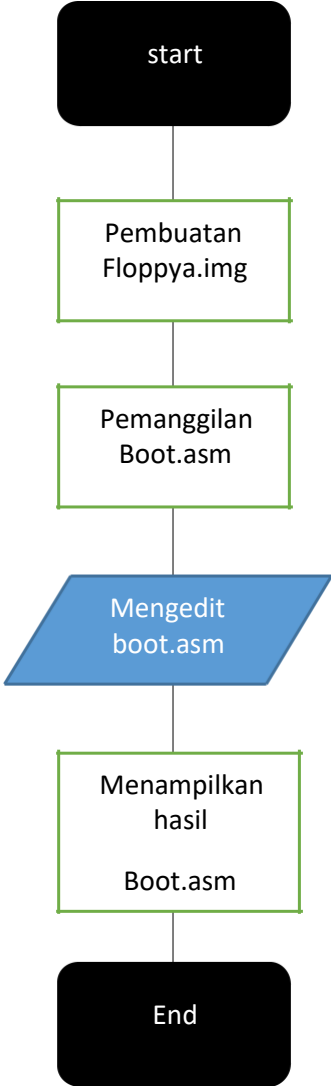 start
Pembuatan
Floppya.img
Pemanggilan
Boot.asm
Mengedit
boot.asm
Menampilkan
hasil
Boot.asm
End